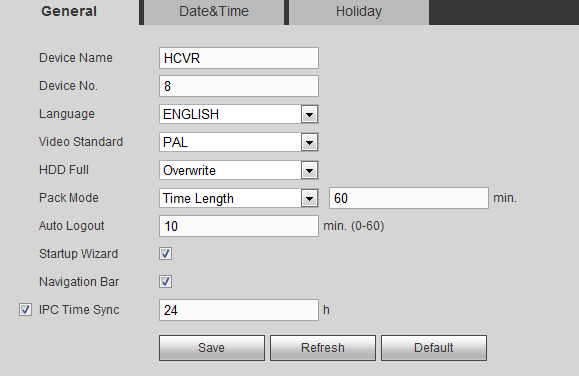 General Date&Time Holiday
Device Name HCVR
Device No. 8
Language ENGLISH
Video Standard PAL
HDD Full Overwrite
Pack Mode Time Length 60 min.
Auto Logout 10 min. (0-60)
Startup Wizard
Navigation Bar
IPC Time Sync 24 h
Save Refresh Default